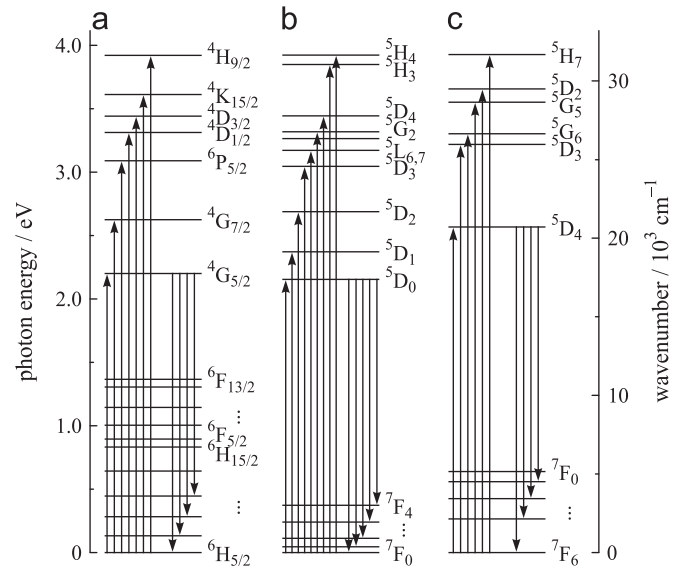 a
b
c
4.0
3.0
2.0
1.0
0
photon energy / eV
⁴H₉/₂
⁴K₁₅/₂
⁴D₃/₂
⁴D₁/₂
⁶P₅/₂
⁴G₇/₂
⁴G₅/₂
⁶F₁₃/₂
...
⁶F₅/₂
⁶H₁₅/₂
...
⁶H₅/₂
⁵H₄
⁵H₃
⁵D₄
⁵G₂
⁵L₆,₇
⁵D₃
⁵D₂
⁵D₁
⁵D₀
⁷F₄
...
⁷F₀
⁵H₇
⁵D₂
⁵G₅
⁵G₆
⁵D₃
⁵D₄
⁷F₀
...
⁷F₆
30
20
10
0
wavenumber / 10³ cm⁻¹